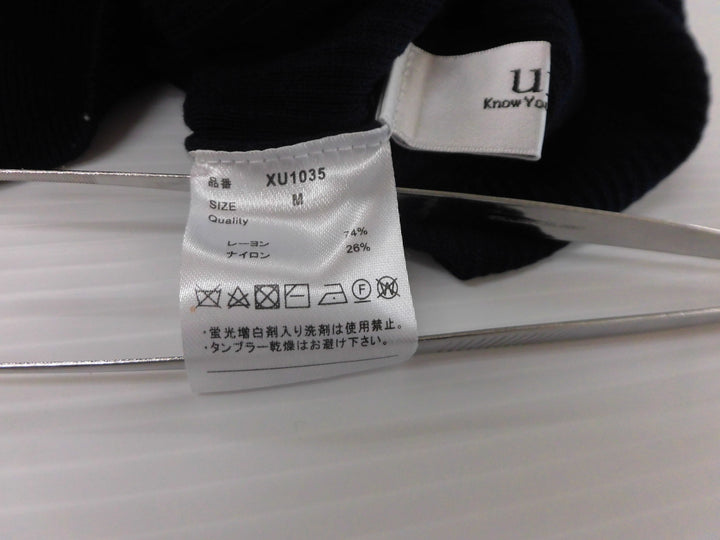 Know Yo
品番 XU1035
SIZE M
Quality
レーヨン 74%
ナイロン 26%
・蛍光増白剤入り洗剤は使用禁止。
・タンブラー乾燥はお避け下さい。